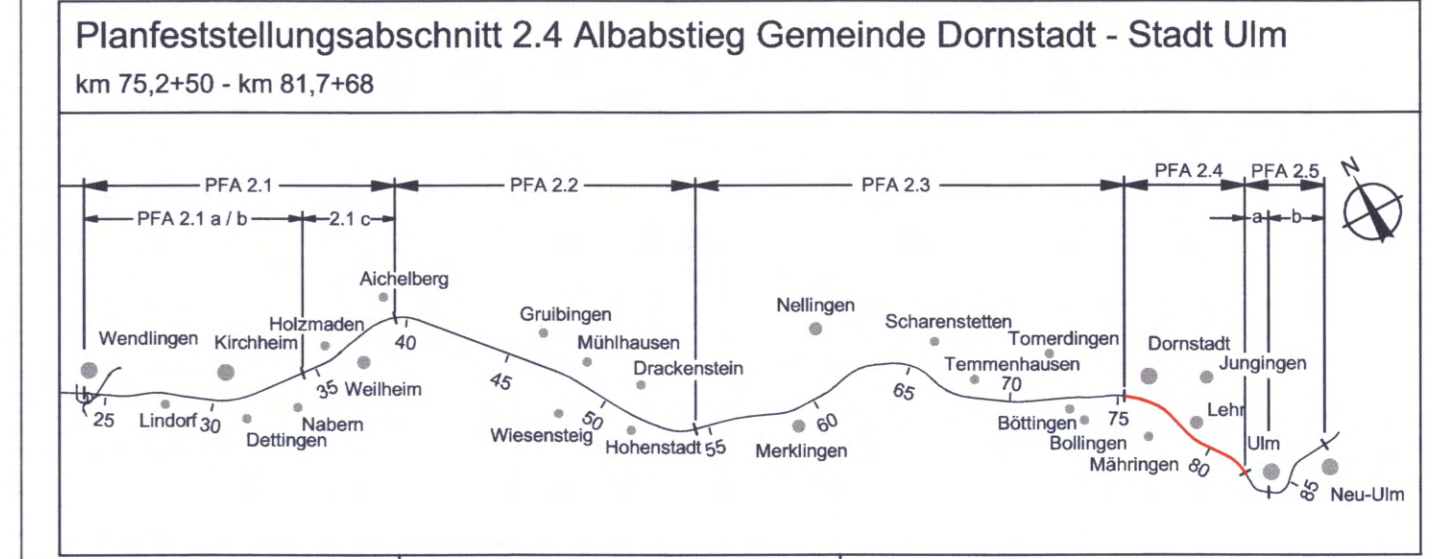 Planfeststellungsabschnitt 2.4 Albabstieg Gemeinde Dornstadt - Stadt Ulm
km 75,2+50 - km 81,7+68
PFA 2.1
PFA 2.2
PFA 2.3
PFA 2.4
PFA 2.5
N
PFA 2.1 a / b
2.1 c
a
b
Aichelberg
Wendlingen
Kirchheim
Holzmaden
40
35
Weilheim
25
Lindorf
30
Dettingen
Nabern
Gruibingen
Mühlhausen
Drackenstein
45
50
Wiesensteig
Hohenstadt
55
Nellingen
Merklingen
60
Scharenstetten
65
Temmenhausen
Tomerdingen
70
Böttingen
Bollingen
75
Dornstadt
Jungingen
Lehr
Mähringen
80
Ulm
85
Neu-Ulm